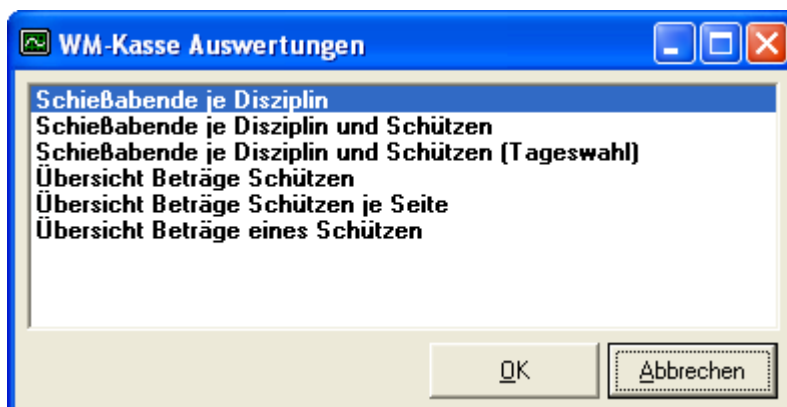 WM-Kasse Auswertungen
Schießabende je Disziplin
Schießabende je Disziplin und Schützen
Schießabende je Disziplin und Schützen (Tageswahl)
Übersicht Beträge Schützen
Übersicht Beträge Schützen je Seite
Übersicht Beträge eines Schützen
OK Abbrechen